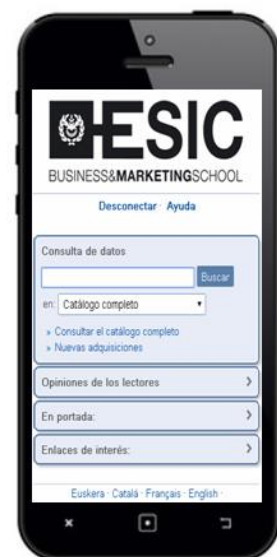 ESIC
BUSINESS&MARKETINGSCHOOL
Desconectar · Ayuda
Consulta de datos
Buscar
en: Catálogo completo
» Consultar el catálogo completo
» Nuevas adquisiciones
Opiniones de los lectores
En portada:
Enlaces de interés:
Euskera · Català · Français · English ·